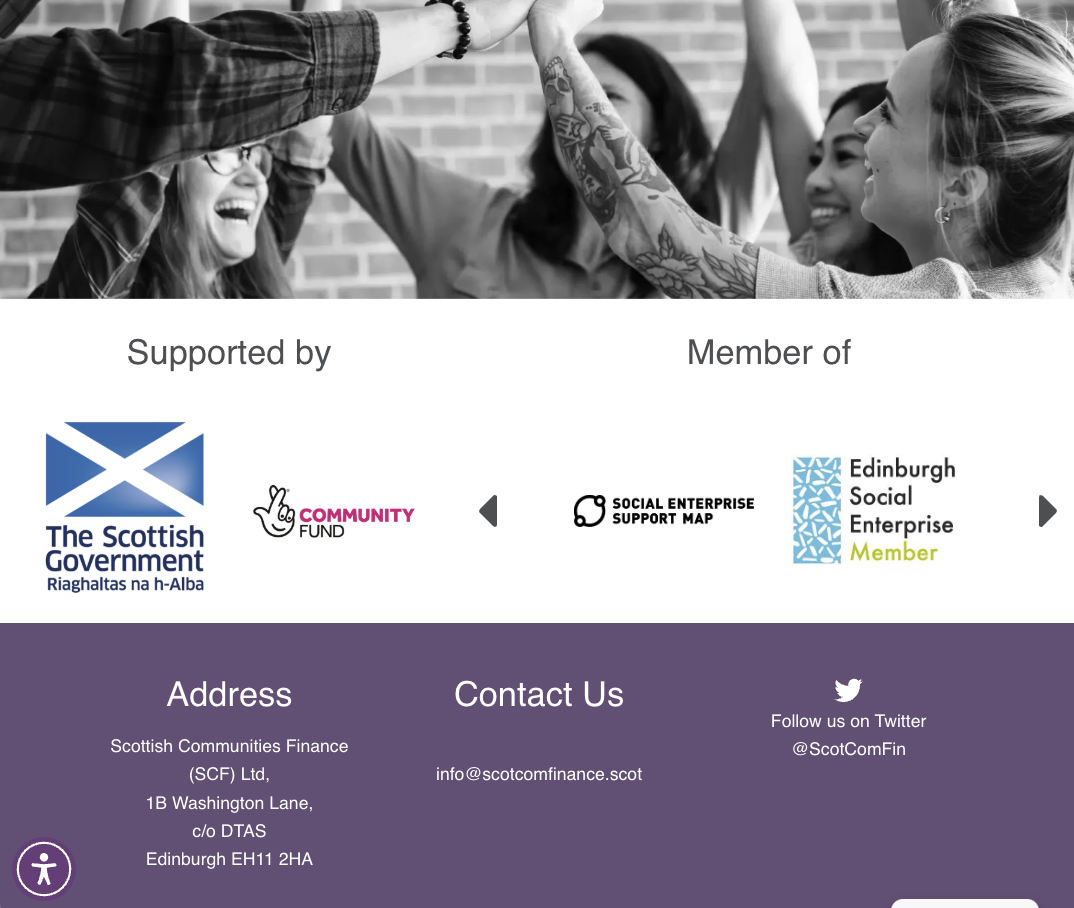 Supported by
Member of
The Scottish
Government
Riaghaltas na h-Alba
COMMUNITY
FUND
SOCIAL ENTERPRISE
SUPPORT MAP
Edinburgh
Social
Enterprise
Member
Address
Scottish Communities Finance
(SCF) Ltd,
1B Washington Lane,
c/o DTAS
Edinburgh EH11 2HA
Contact Us
info@scotcomfinance.scot
Follow us on Twitter
@ScotComFin